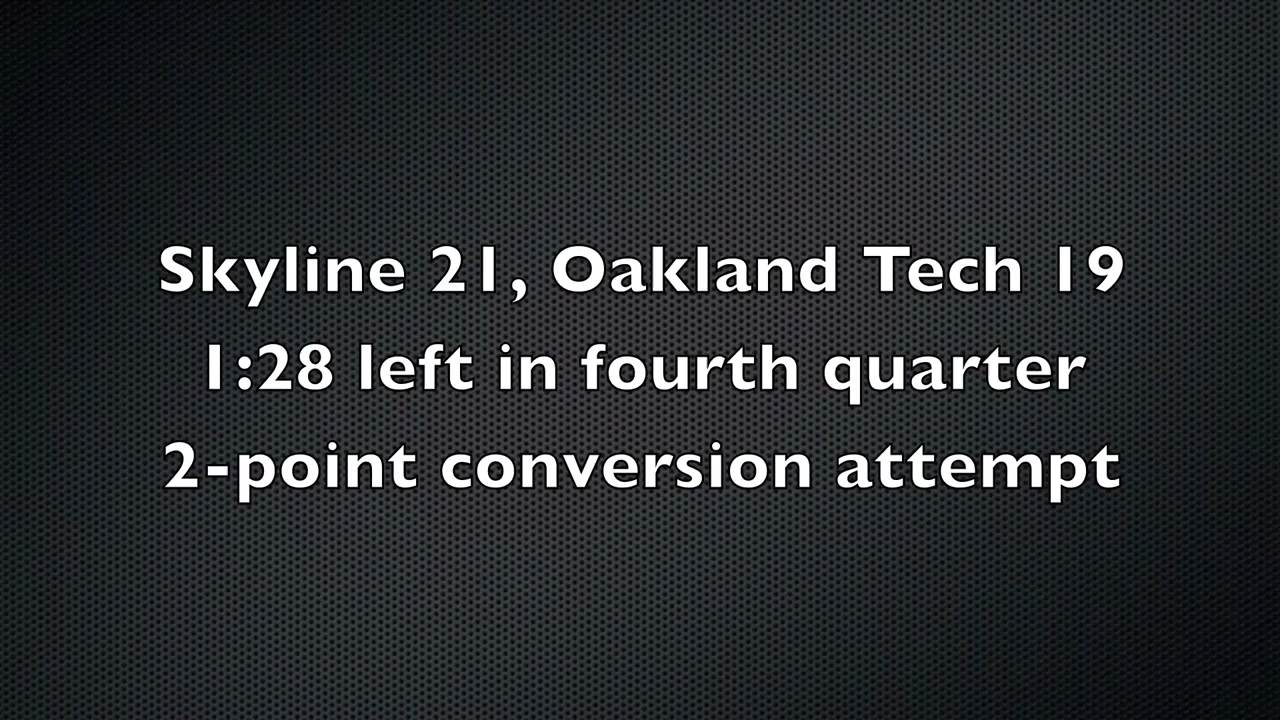 Skyline 21, Oakland Tech 19
1:28 left in fourth quarter
2-point conversion attempt